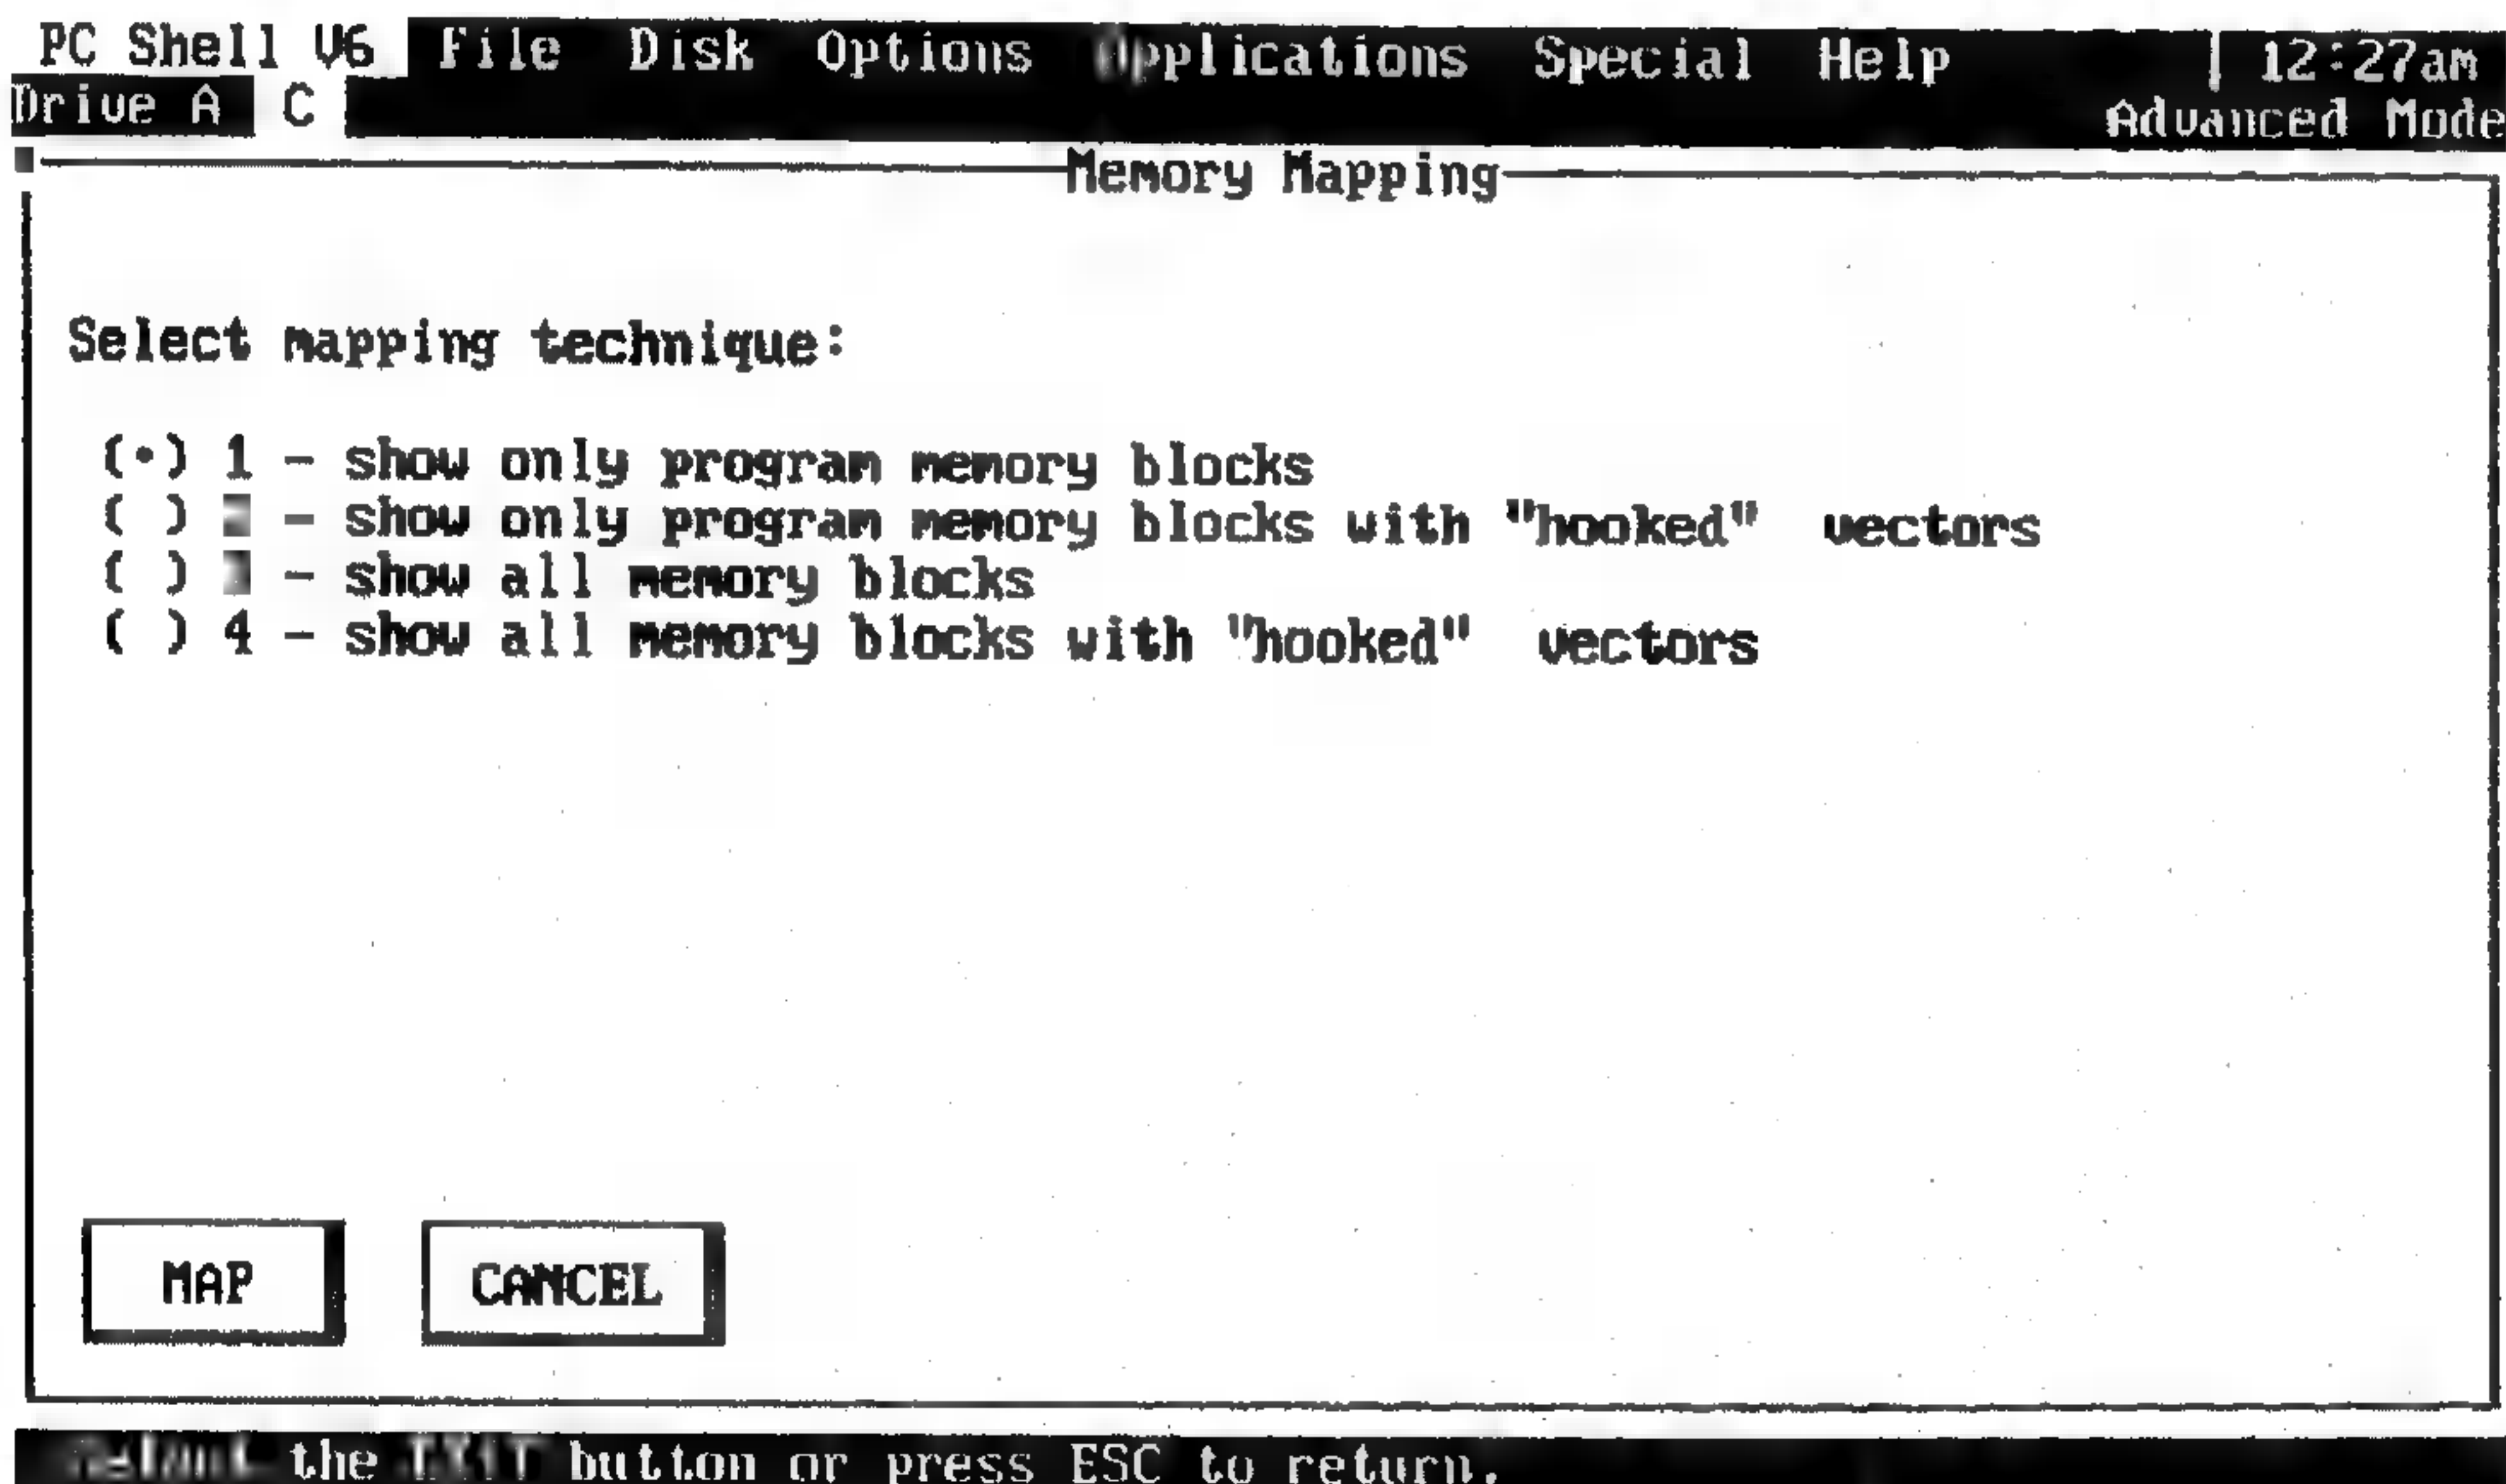 PC Shell V6 File Disk Options Applications Special Help 12:27am
Drive A C Advanced Mode
Memory Mapping
Select mapping technique:
(•) 1 - show only program memory blocks
( ) - show only program memory blocks with "hooked" vectors
( ) - show all memory blocks
( ) 4 - show all memory blocks with "hooked" vectors
MAP CANCEL
the button or press ESC to return.